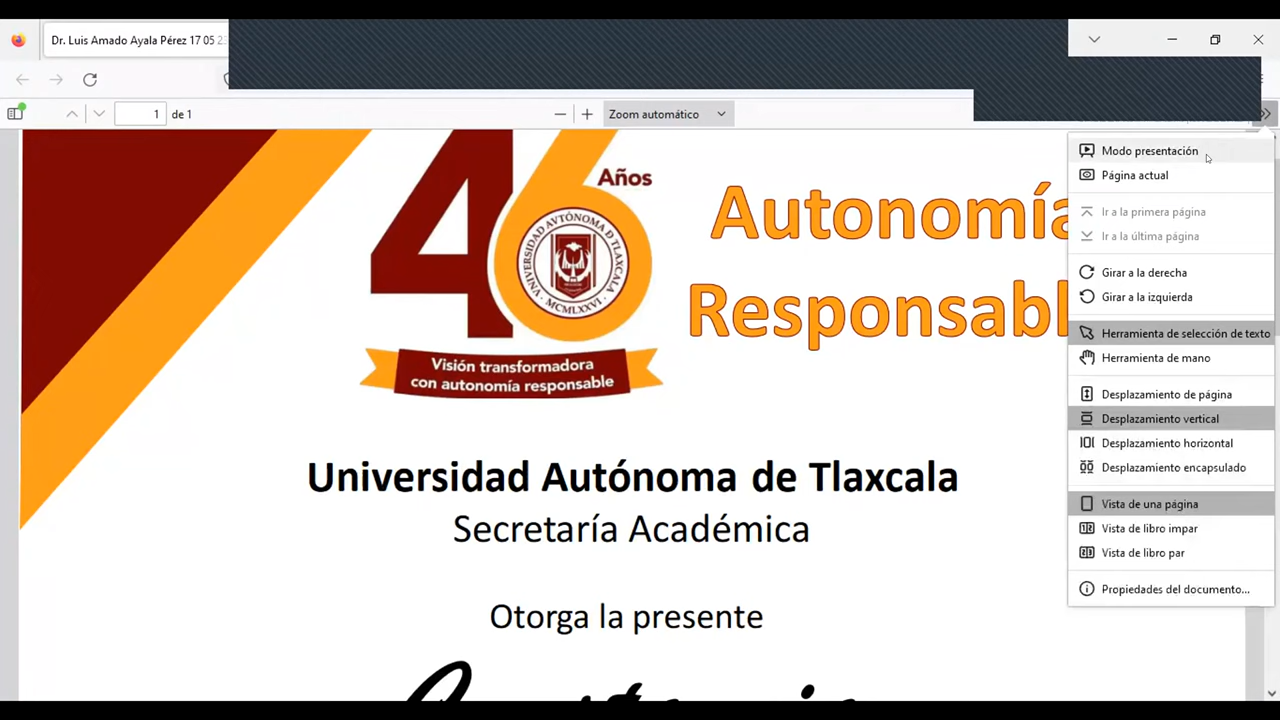 Dr. Luis Amado Ayala Pérez 17 05 23
1 de 1
Zoom automático
Modo presentación
Página actual
Ir a la primera página
Ir a la última página
Girar a la derecha
Girar a la izquierda
Herramienta de selección de texto
Herramienta de mano
Desplazamiento de página
Desplazamiento vertical
Desplazamiento horizontal
Desplazamiento encapsulado
Vista de una página
Vista de libro impar
Vista de libro par
Propiedades del documento...
46 Años
UNIVERSIDAD AVTÓNOMA D TLAXCALA
MCMLXXVI
Visión transformadora
con autonomía responsable
Autonomía
Responsabl
Universidad Autónoma de Tlaxcala
Secretaría Académica
Otorga la presente